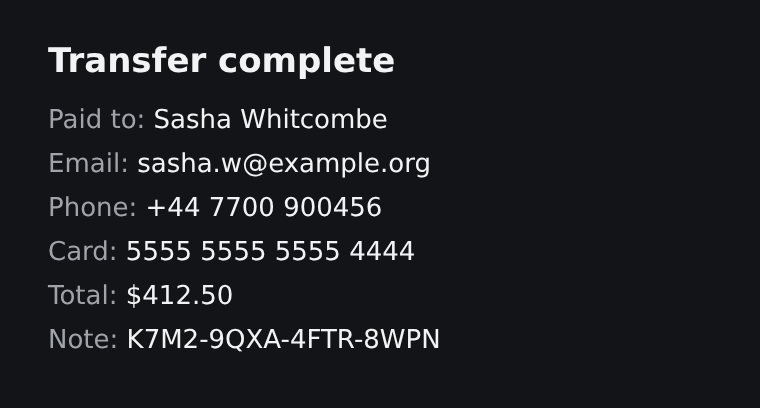 Transfer complete
Paid to: Sasha Whitcombe
Email: sasha.w@example.org
Phone: +44 7700 900456
Card: 5555 5555 5555 4444
Total: $412.50
Note: K7M2-9QXA-4FTR-8WPN